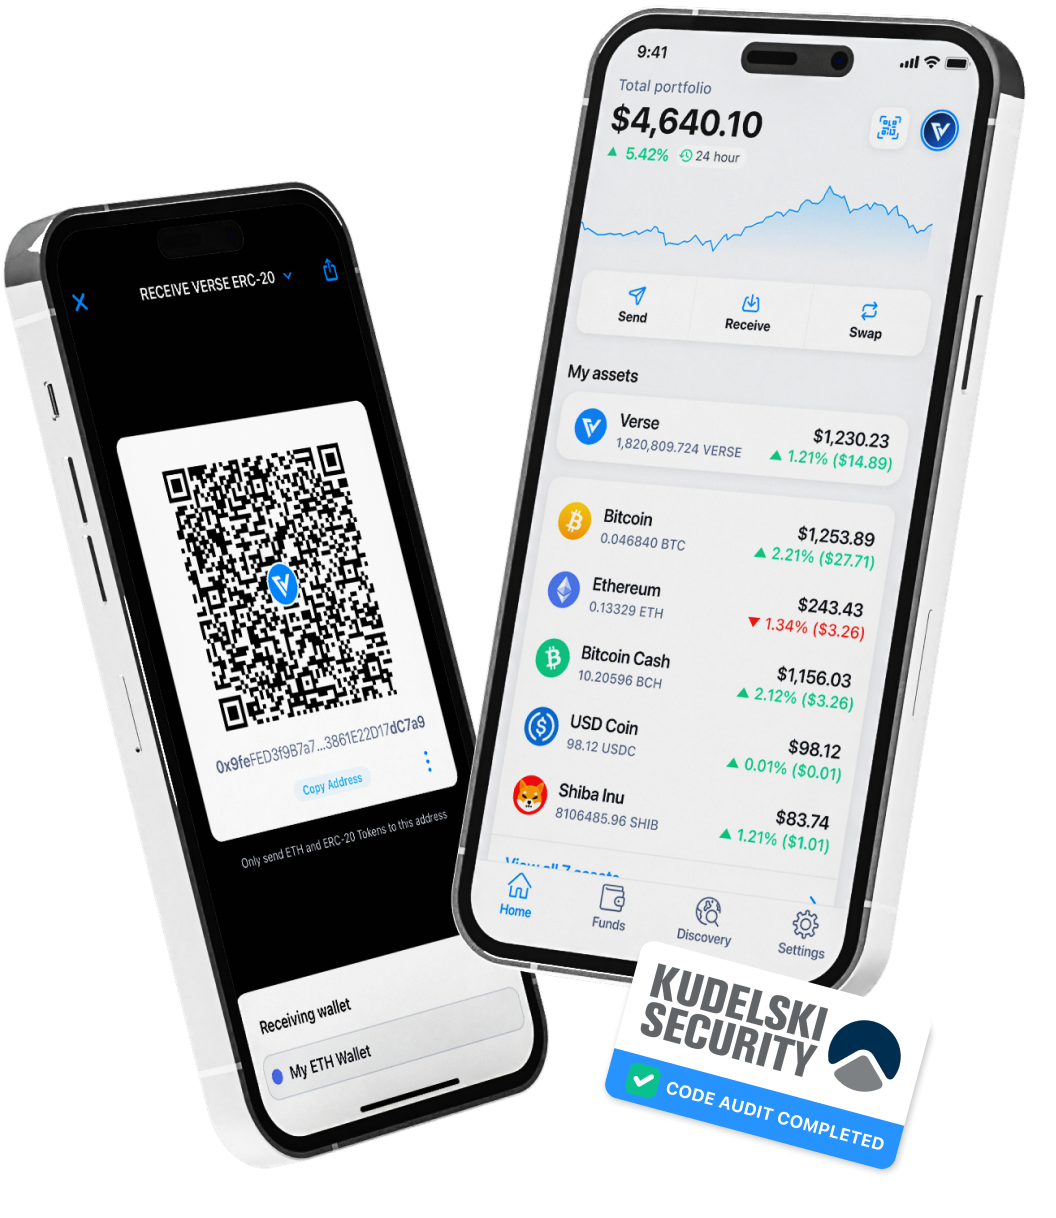 RECEIVE VERSE ERC-20
0x9feFED3f9B7a7...3861E22D17dC7a9
Copy Address
Only send ETH and ERC-20 Tokens to this address
Receiving wallet
My ETH Wallet
9:41
Total portfolio
$4,640.10
5.42% 24 hour
Send Receive Swap
My assets
Verse $1,230.23
1,820,809.724 VERSE 1.21% ($14.89)
Bitcoin $1,253.89
0.046840 BTC 2.21% ($27.71)
Ethereum $243.43
0.13329 ETH 1.34% ($3.26)
Bitcoin Cash $1,156.03
10.20596 BCH 2.12% ($3.26)
USD Coin $98.12
98.12 USDC 0.01% ($0.01)
Shiba Inu $83.74
8106485.96 SHIB 1.21% ($1.01)
View all 7 assets
Home Funds Discovery Settings
KUDELSKI
SECURITY
CODE AUDIT COMPLETED